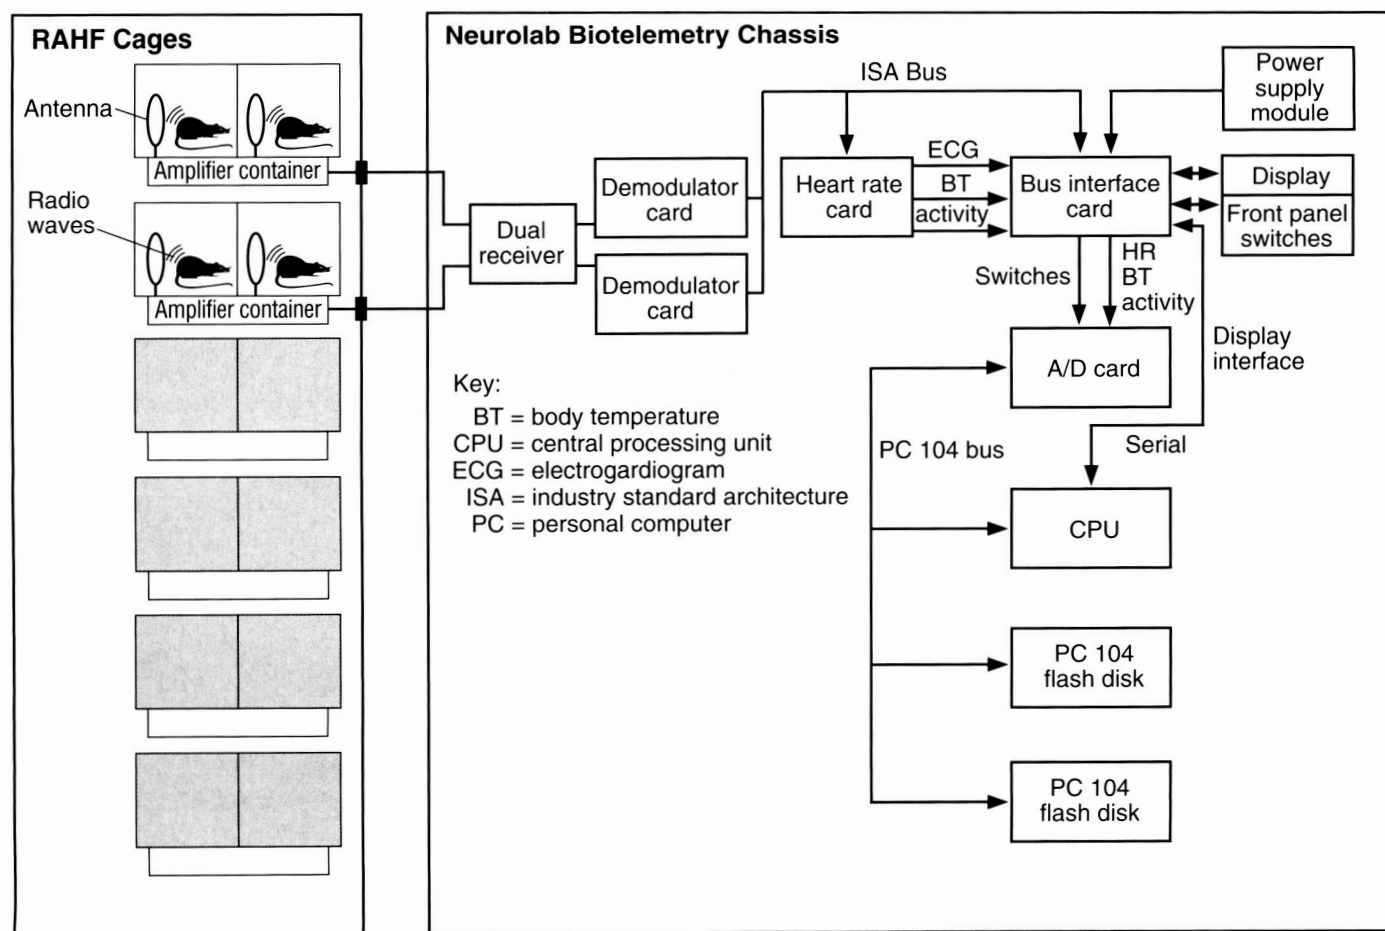 RAHF Cages
Antenna
Amplifier container
Radio
waves
Amplifier container
Neurolab Biotelemetry Chassis
ISA Bus
Power
supply
module
Demodulator
card
Dual
receiver
Demodulator
card
Heart rate
card
ECG
BT
activity
Bus interface
card
Display
Front panel
switches
Switches
HR
BT
activity
Display
interface
A/D card
Key:
BT = body temperature
CPU = central processing unit
ECG = electrogardiogram
ISA = industry standard architecture
PC = personal computer
PC 104 bus
Serial
CPU
PC 104
flash disk
PC 104
flash disk